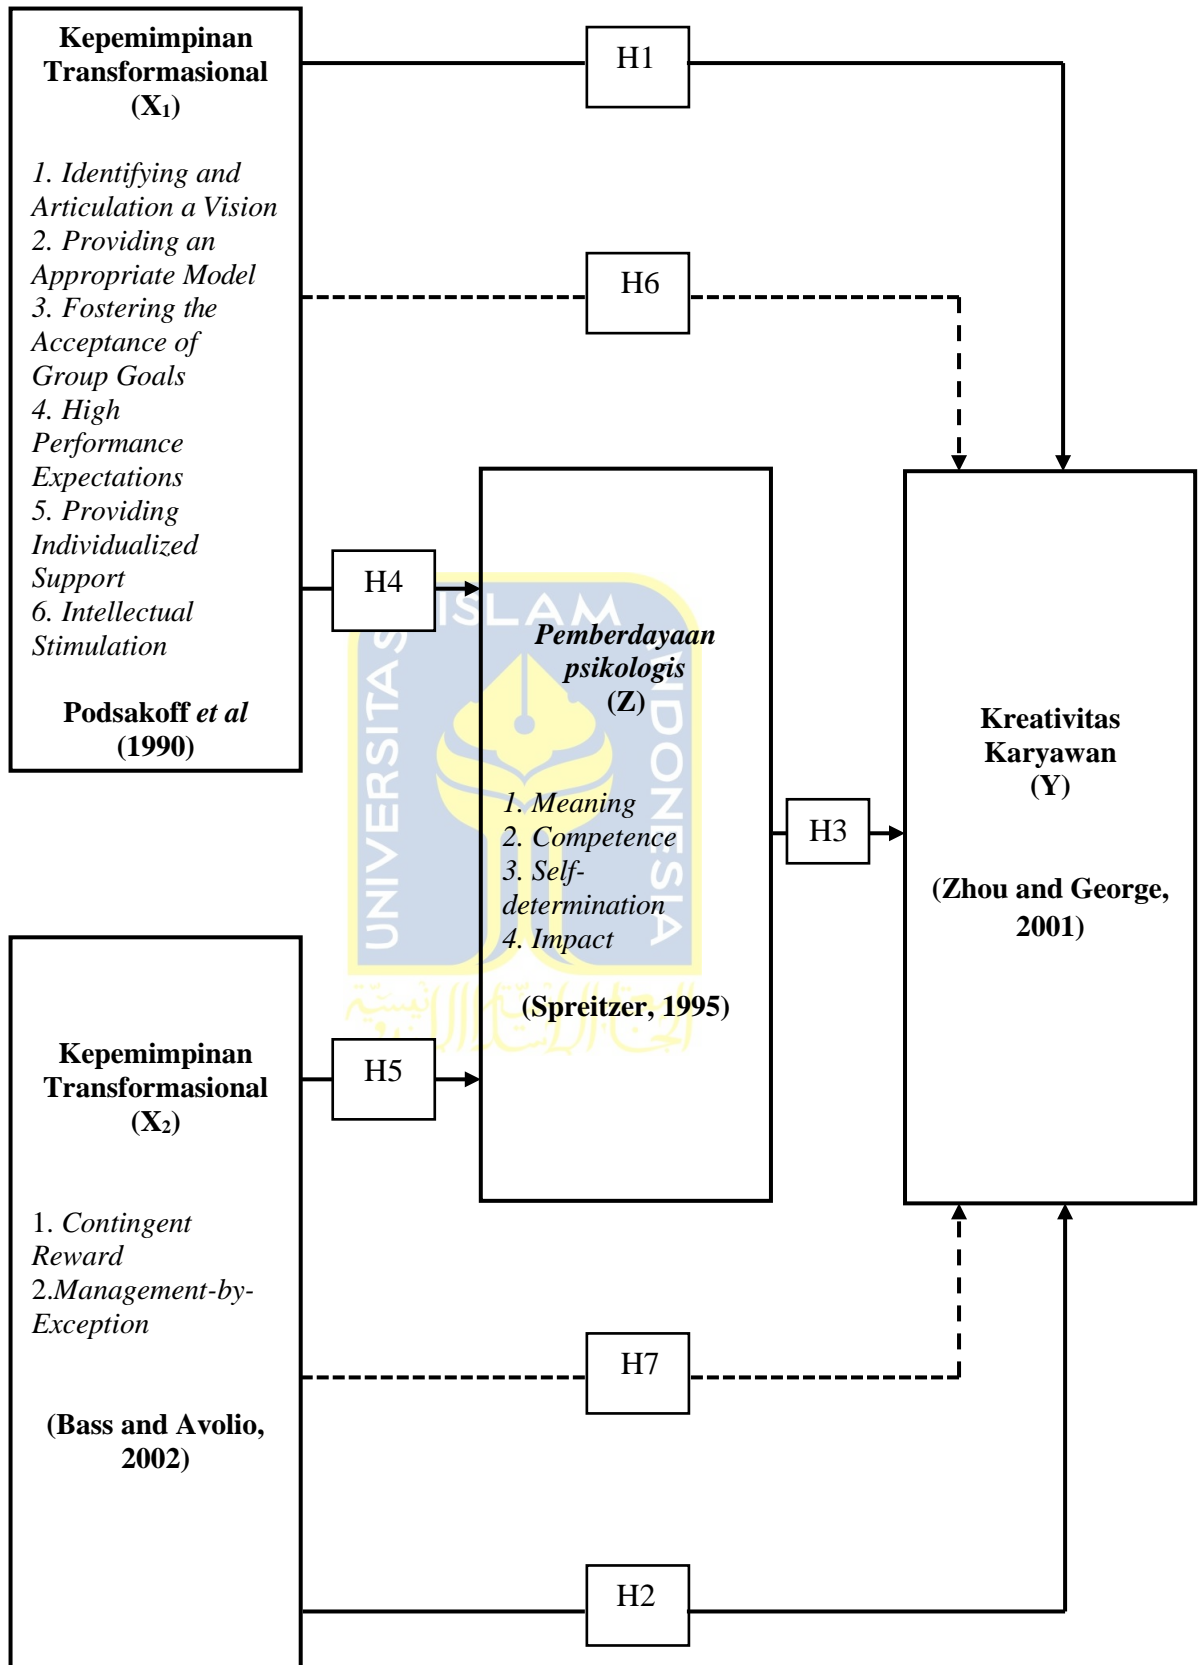 Kepemimpinan
Transformasional
(X₁)
1. Identifying and
Articulation a Vision
2. Providing an
Appropriate Model
3. Fostering the
Acceptance of
Group Goals
4. High
Performance
Expectations
5. Providing
Individualized
Support
6. Intellectual
Stimulation
Podsakoff et al
(1990)
H1
H6
H4
Pemberdayaan
psikologis
(Z)
1. Meaning
2. Competence
3. Self-
determination
4. Impact
(Spreitzer, 1995)
H3
Kreativitas
Karyawan
(Y)
(Zhou and George,
2001)
Kepemimpinan
Transformasional
(X₂)
1. Contingent
Reward
2.Management-by-
Exception
(Bass and Avolio,
2002)
H5
H7
H2
UNIVERSITAS
ISLAM
INDONESIA